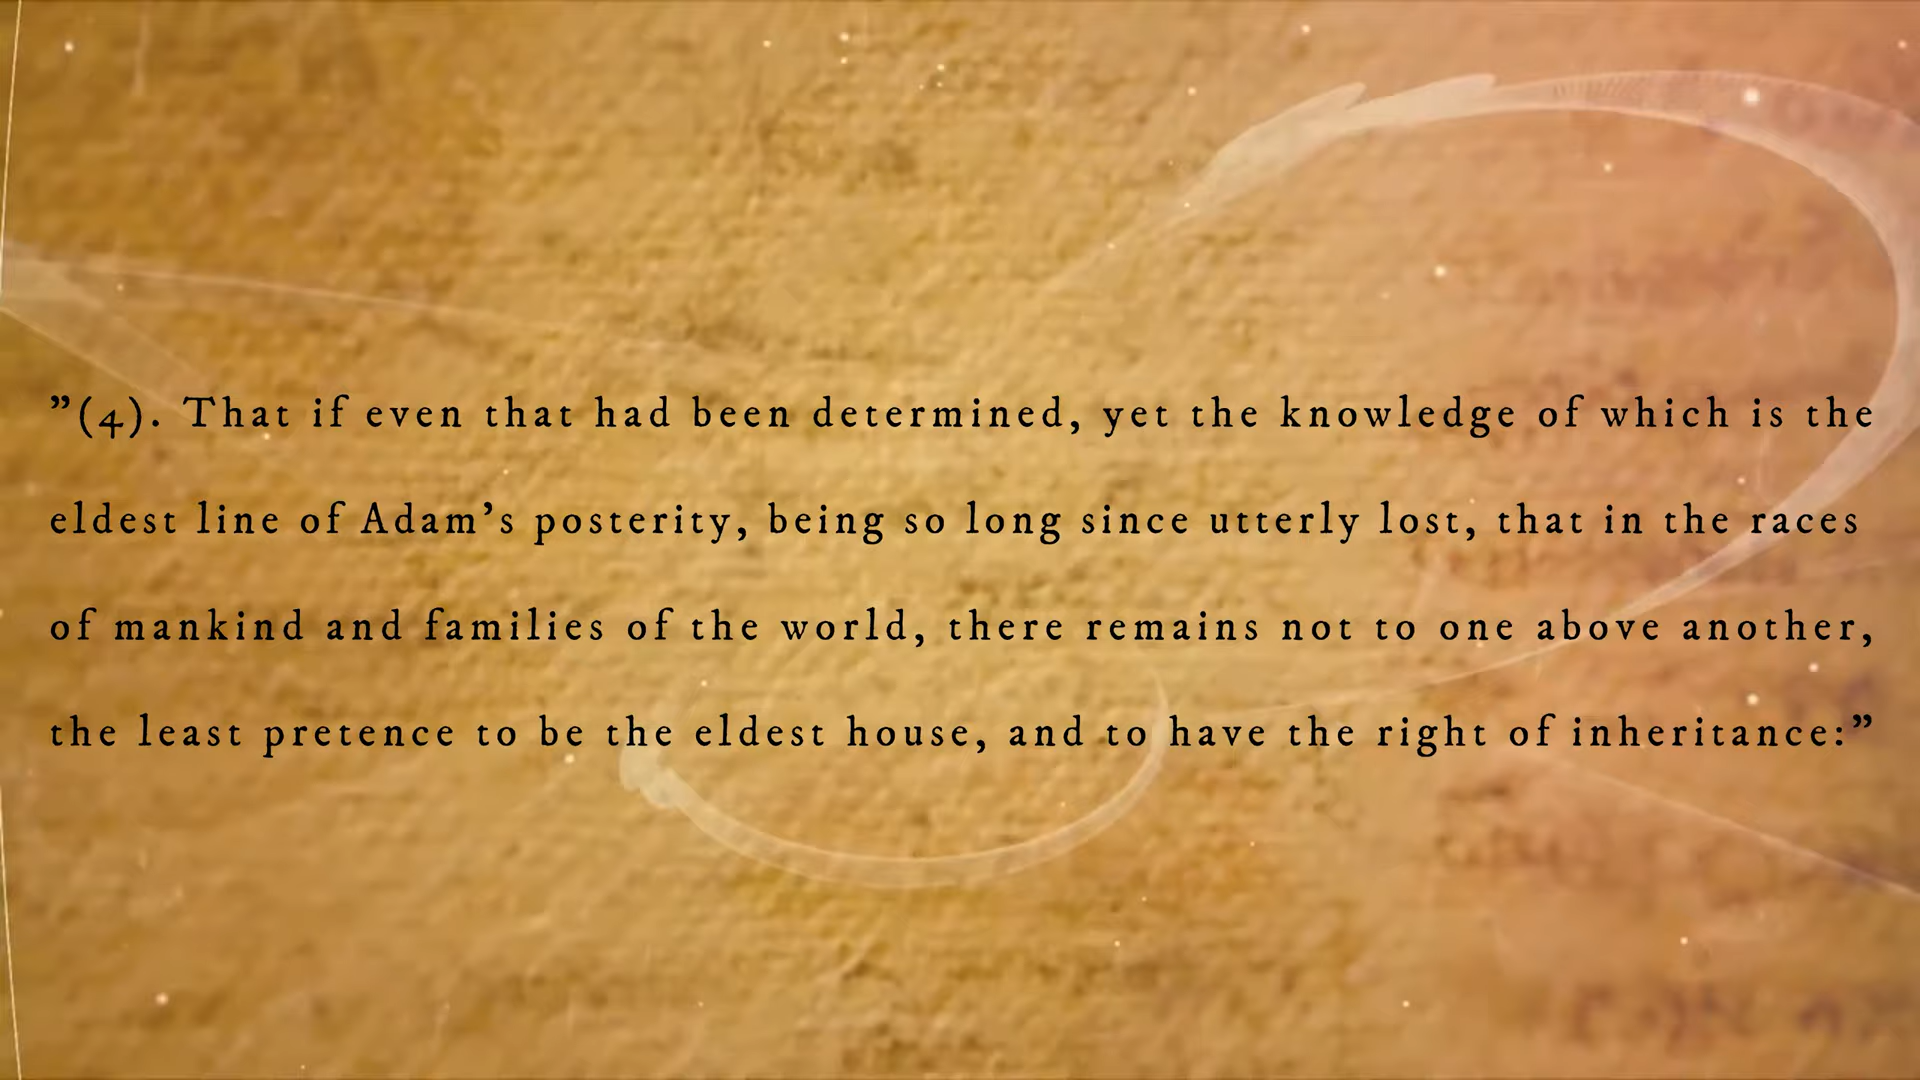 ”(4). That if even that had been determined, yet the knowledge of which is the
eldest line of Adam’s posterity, being so long since utterly lost, that in the races
of mankind and families of the world, there remains not to one above another,
the least pretence to be the eldest house, and to have the right of inheritance:”